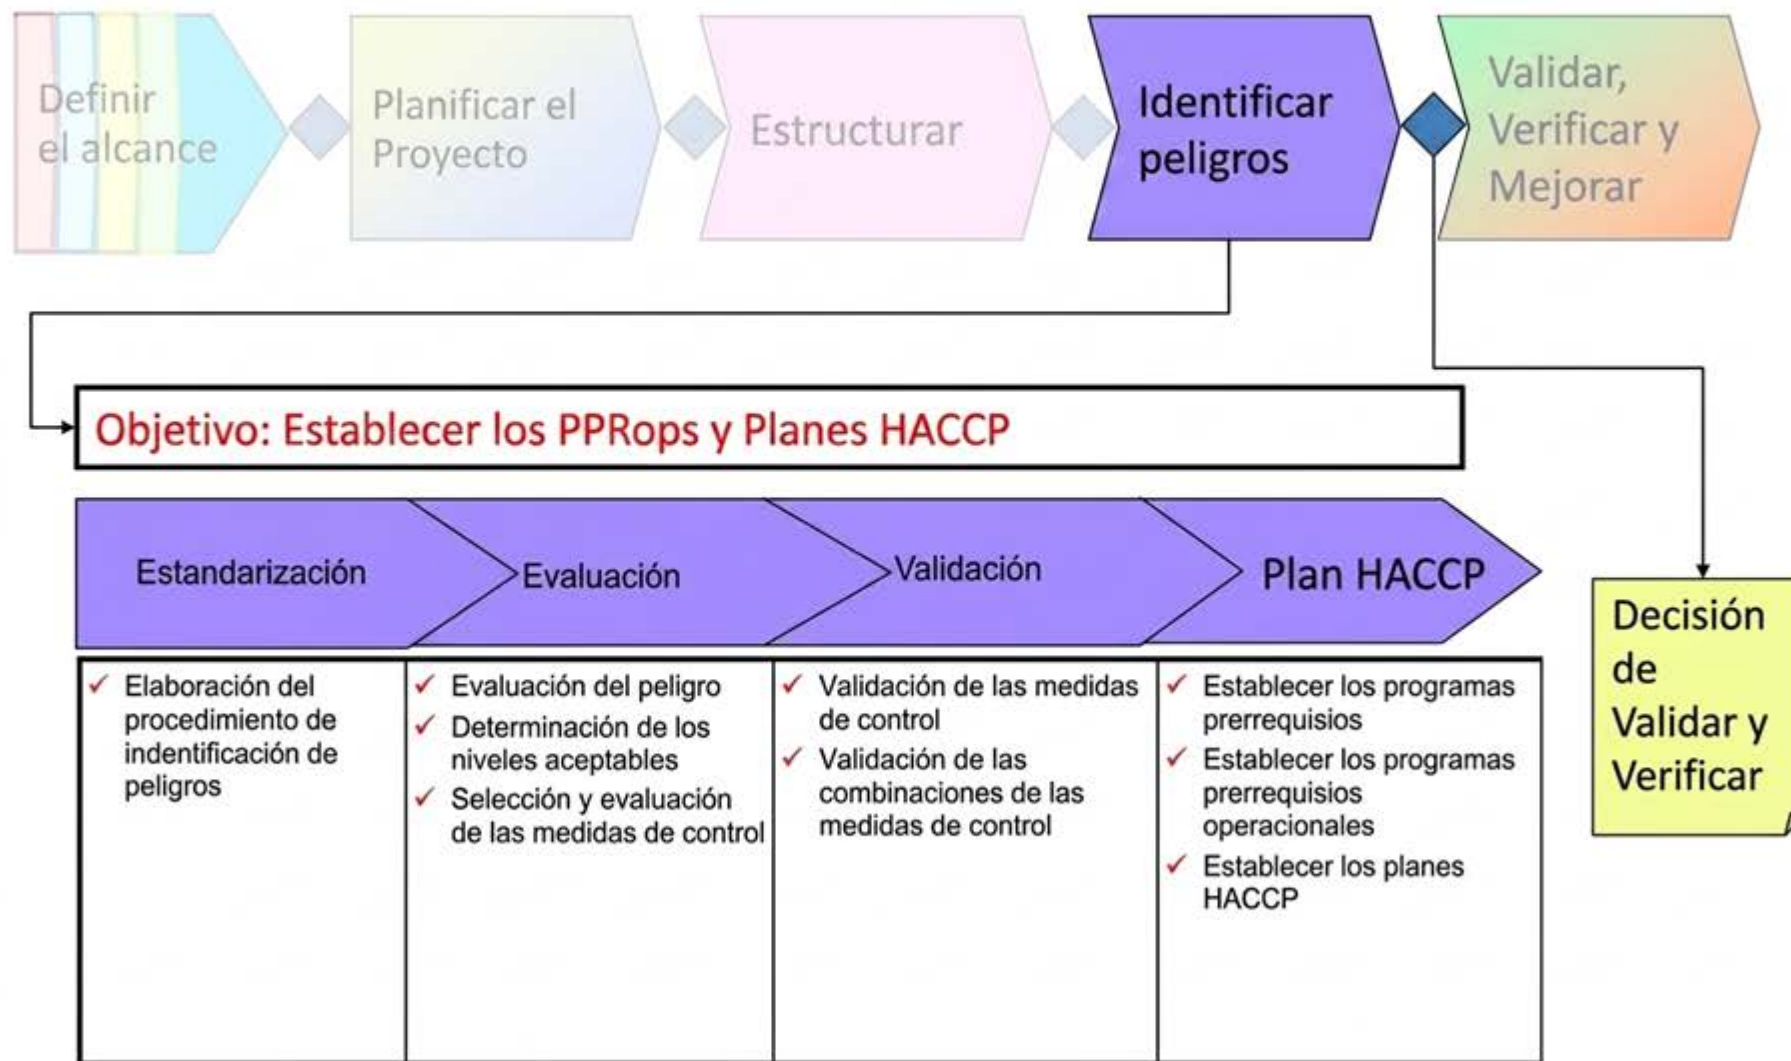 Definir
el alcance
Planificar el
Proyecto
Estructurar
Identificar
peligros
Validar,
Verificar y
Mejorar
Objetivo: Establecer los PPRops y Planes HACCP
Estandarización
Evaluación
Validación
Plan HACCP
✓ Elaboración del
procedimiento de
indentificación de
peligros
✓ Evaluación del peligro
✓ Determinación de los
niveles aceptables
✓ Selección y evaluación
de las medidas de control
✓ Validación de las medidas
de control
✓ Validación de las
combinaciones de las
medidas de control
✓ Establecer los programas
prerrequisios
✓ Establecer los programas
prerrequisios
operacionales
✓ Establecer los planes
HACCP
Decisión
de
Validar y
Verificar